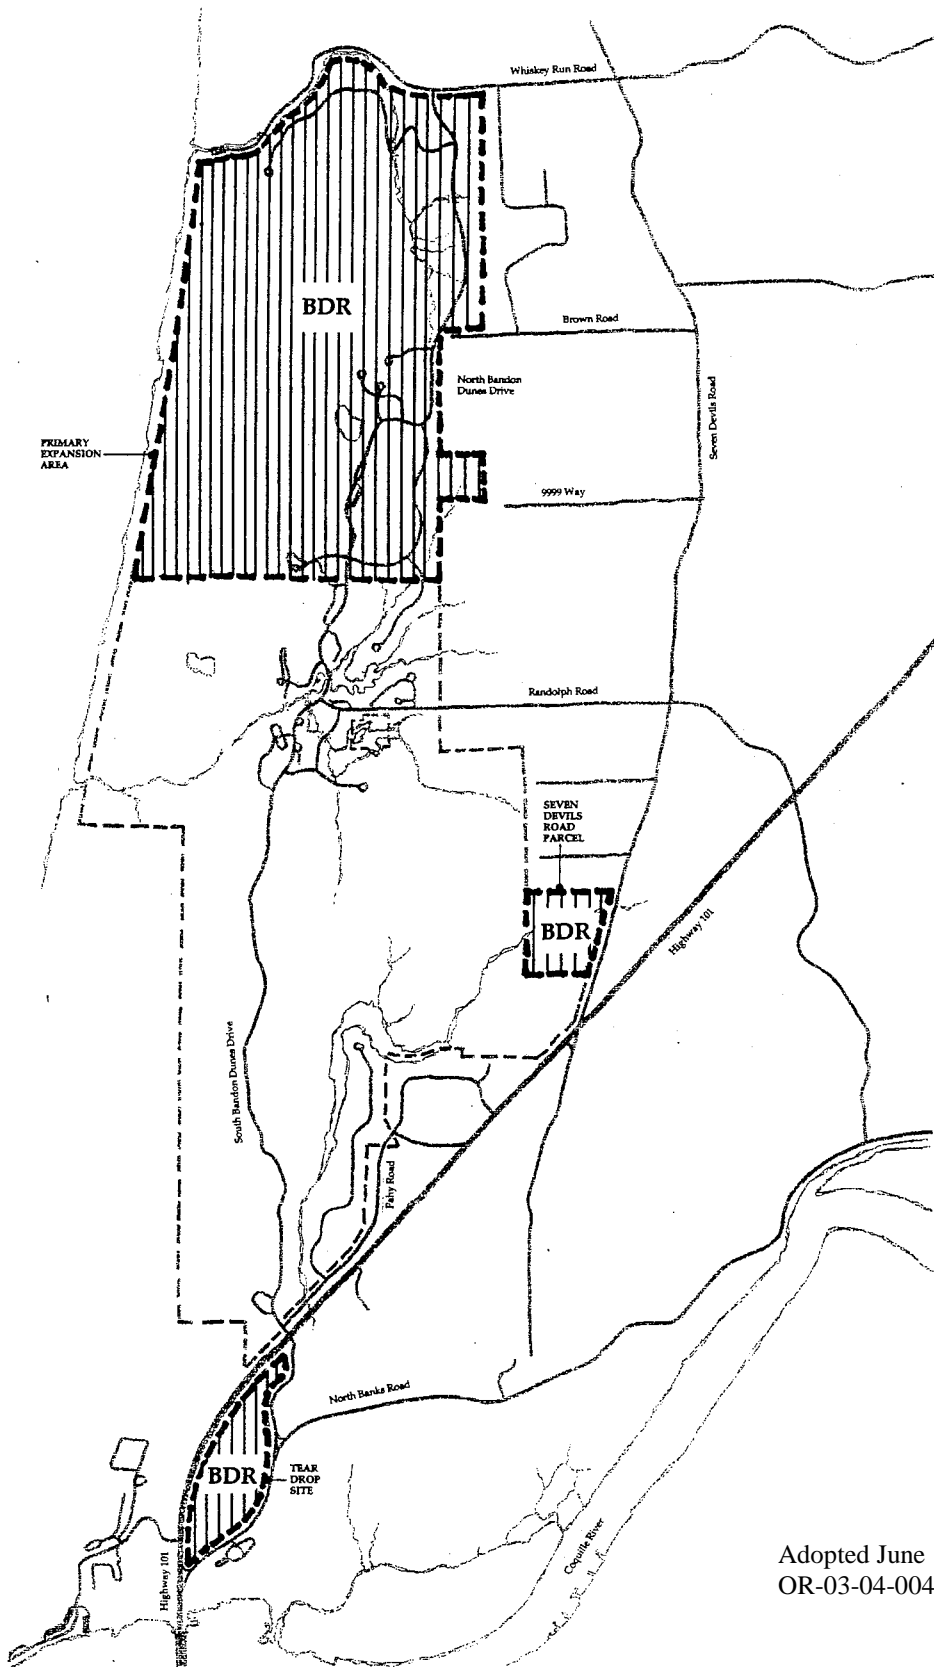 Whiskey Run Road
BDR
Brown Road
North Bandon
Dunes Drive
Seven Devils Road
PRIMARY
EXPANSION
AREA
9999 Way
Randolph Road
SEVEN
DEVILS
ROAD
PARCEL
BDR
Highway 101
South Bandon Dunes Drive
Fahy Road
North Banks Road
BDR
TEAR
DROP
SITE
Highway 101
Coquille River
Adopted June
OR-03-04-004